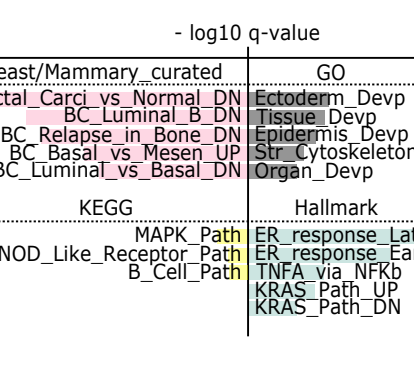 - log10 q-value
east/Mammary_curated GO
ctal_Carci_vs_Normal_DN Ectoderm_Devp
BC_Luminal_B_DN Tissue_Devp
BC_Relapse_in_Bone_DN Epidermis_Devp
BC_Basal_vs_Mesen_UP Str_Cytoskeleton
BC_Luminal_vs_Basal_DN Organ_Devp
KEGG Hallmark
MAPK_Path ER_response_Lat
NOD_Like_Receptor_Path ER_response_Ear
B_Cell_Path TNFA_via_NFKb
KRAS_Path_UP
KRAS_Path_DN